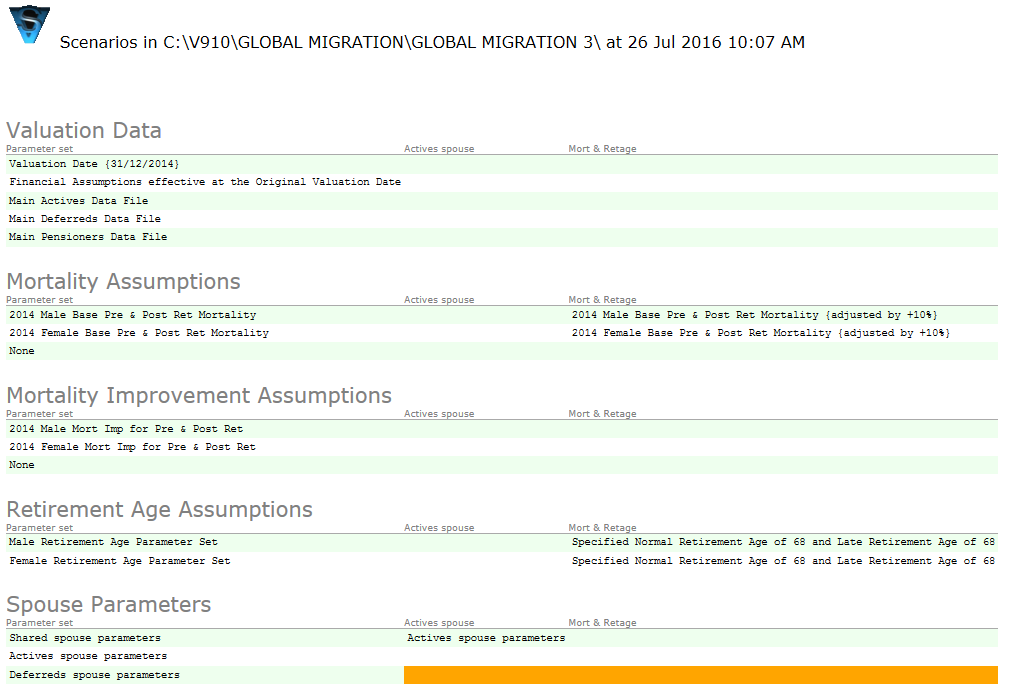 Scenarios in C:\V910\GLOBAL MIGRATION\GLOBAL MIGRATION 3\ at 26 Jul 2016 10:07 AM
Valuation Data
Parameter set Actives spouse Mort & Retage
Valuation Date {31/12/2014}
Financial Assumptions effective at the Original Valuation Date
Main Actives Data File
Main Deferreds Data File
Main Pensioners Data File
Mortality Assumptions
Parameter set Actives spouse Mort & Retage
2014 Male Base Pre & Post Ret Mortality 2014 Male Base Pre & Post Ret Mortality {adjusted by +10%}
2014 Female Base Pre & Post Ret Mortality 2014 Female Base Pre & Post Ret Mortality {adjusted by +10%}
None
Mortality Improvement Assumptions
Parameter set Actives spouse Mort & Retage
2014 Male Mort Imp for Pre & Post Ret
2014 Female Mort Imp for Pre & Post Ret
None
Retirement Age Assumptions
Parameter set Actives spouse Mort & Retage
Male Retirement Age Parameter Set Specified Normal Retirement Age of 68 and Late Retirement Age of 68
Female Retirement Age Parameter Set Specified Normal Retirement Age of 68 and Late Retirement Age of 68
Spouse Parameters
Parameter set Actives spouse Mort & Retage
Shared spouse parameters Actives spouse parameters
Actives spouse parameters
Deferreds spouse parameters